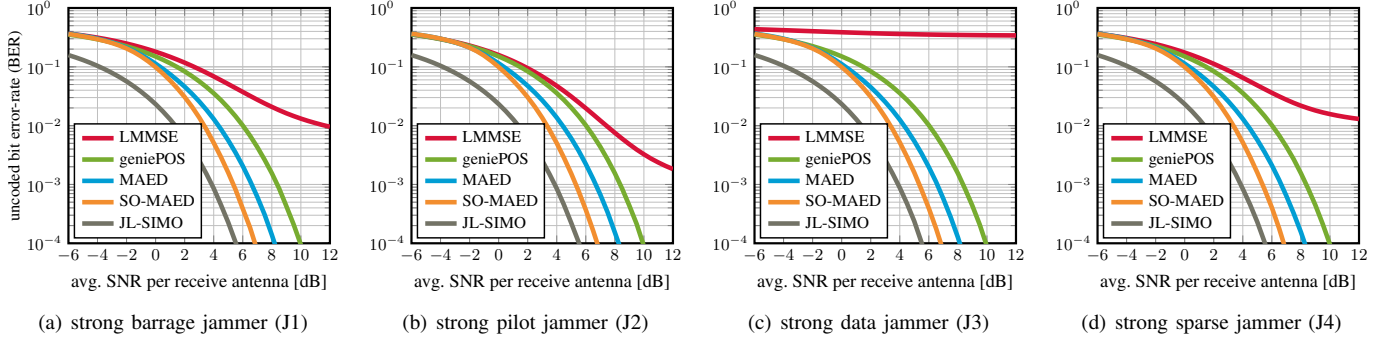 uncoded bit error-rate (BER)
10^0
10^−1
10^−2
10^−3
10^−4
LMMSE
geniePOS
MAED
SO-MAED
JL-SIMO
−6 −4 −2 0 2 4 6 8 10 12
avg. SNR per receive antenna [dB]
(a) strong barrage jammer (J1)
10^0
10^−1
10^−2
10^−3
10^−4
LMMSE
geniePOS
MAED
SO-MAED
JL-SIMO
−6 −4 −2 0 2 4 6 8 10 12
avg. SNR per receive antenna [dB]
(b) strong pilot jammer (J2)
10^0
10^−1
10^−2
10^−3
10^−4
LMMSE
geniePOS
MAED
SO-MAED
JL-SIMO
−6 −4 −2 0 2 4 6 8 10 12
avg. SNR per receive antenna [dB]
(c) strong data jammer (J3)
10^0
10^−1
10^−2
10^−3
10^−4
LMMSE
geniePOS
MAED
SO-MAED
JL-SIMO
−6 −4 −2 0 2 4 6 8 10 12
avg. SNR per receive antenna [dB]
(d) strong sparse jammer (J4)